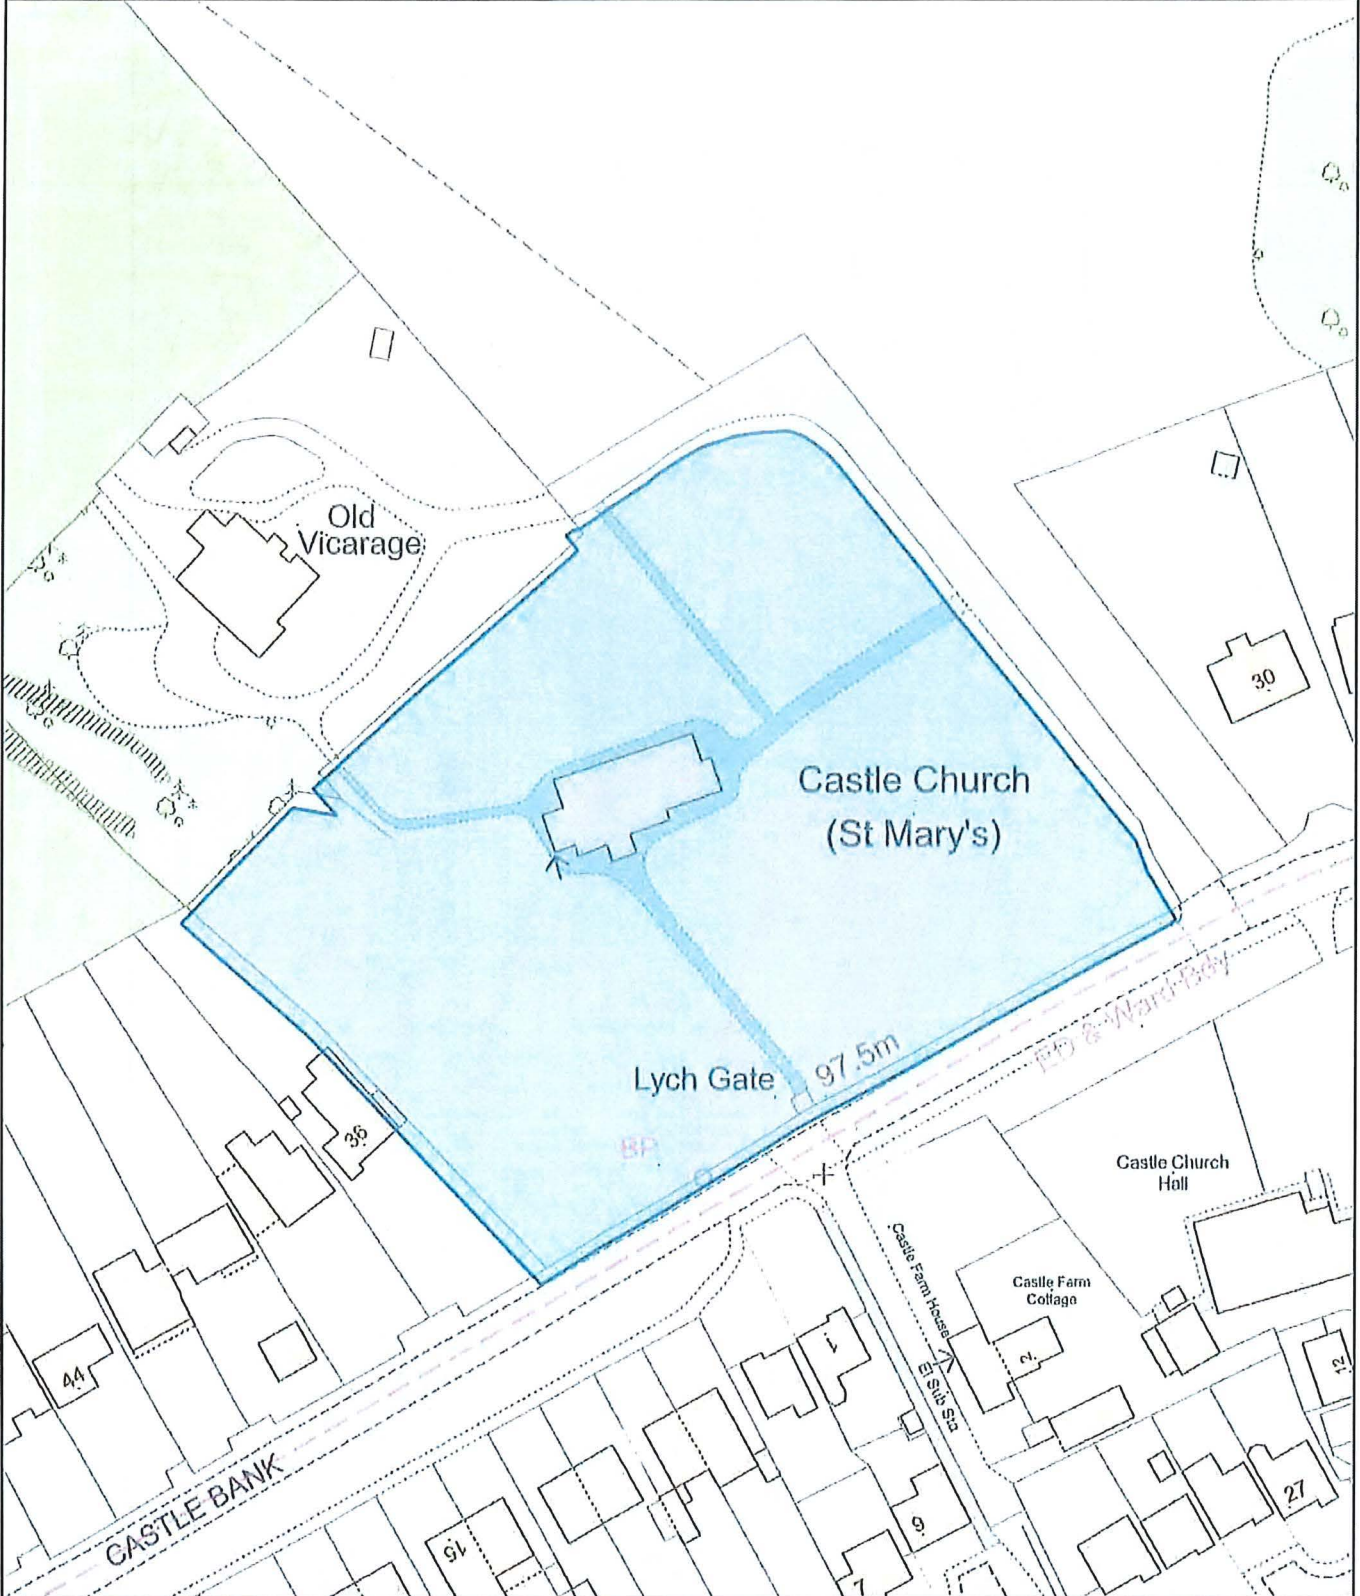 Old
Vicarage
30
Castle Church
(St Mary's)
Lych Gate
97.5m
ED & Ward Bdy
BP
36
Castle Church
Hall
Castle Farm House
Castle Farm
Cottage
1
2
El Sub Sta
44
12
CASTLE BANK
15
9
27
7